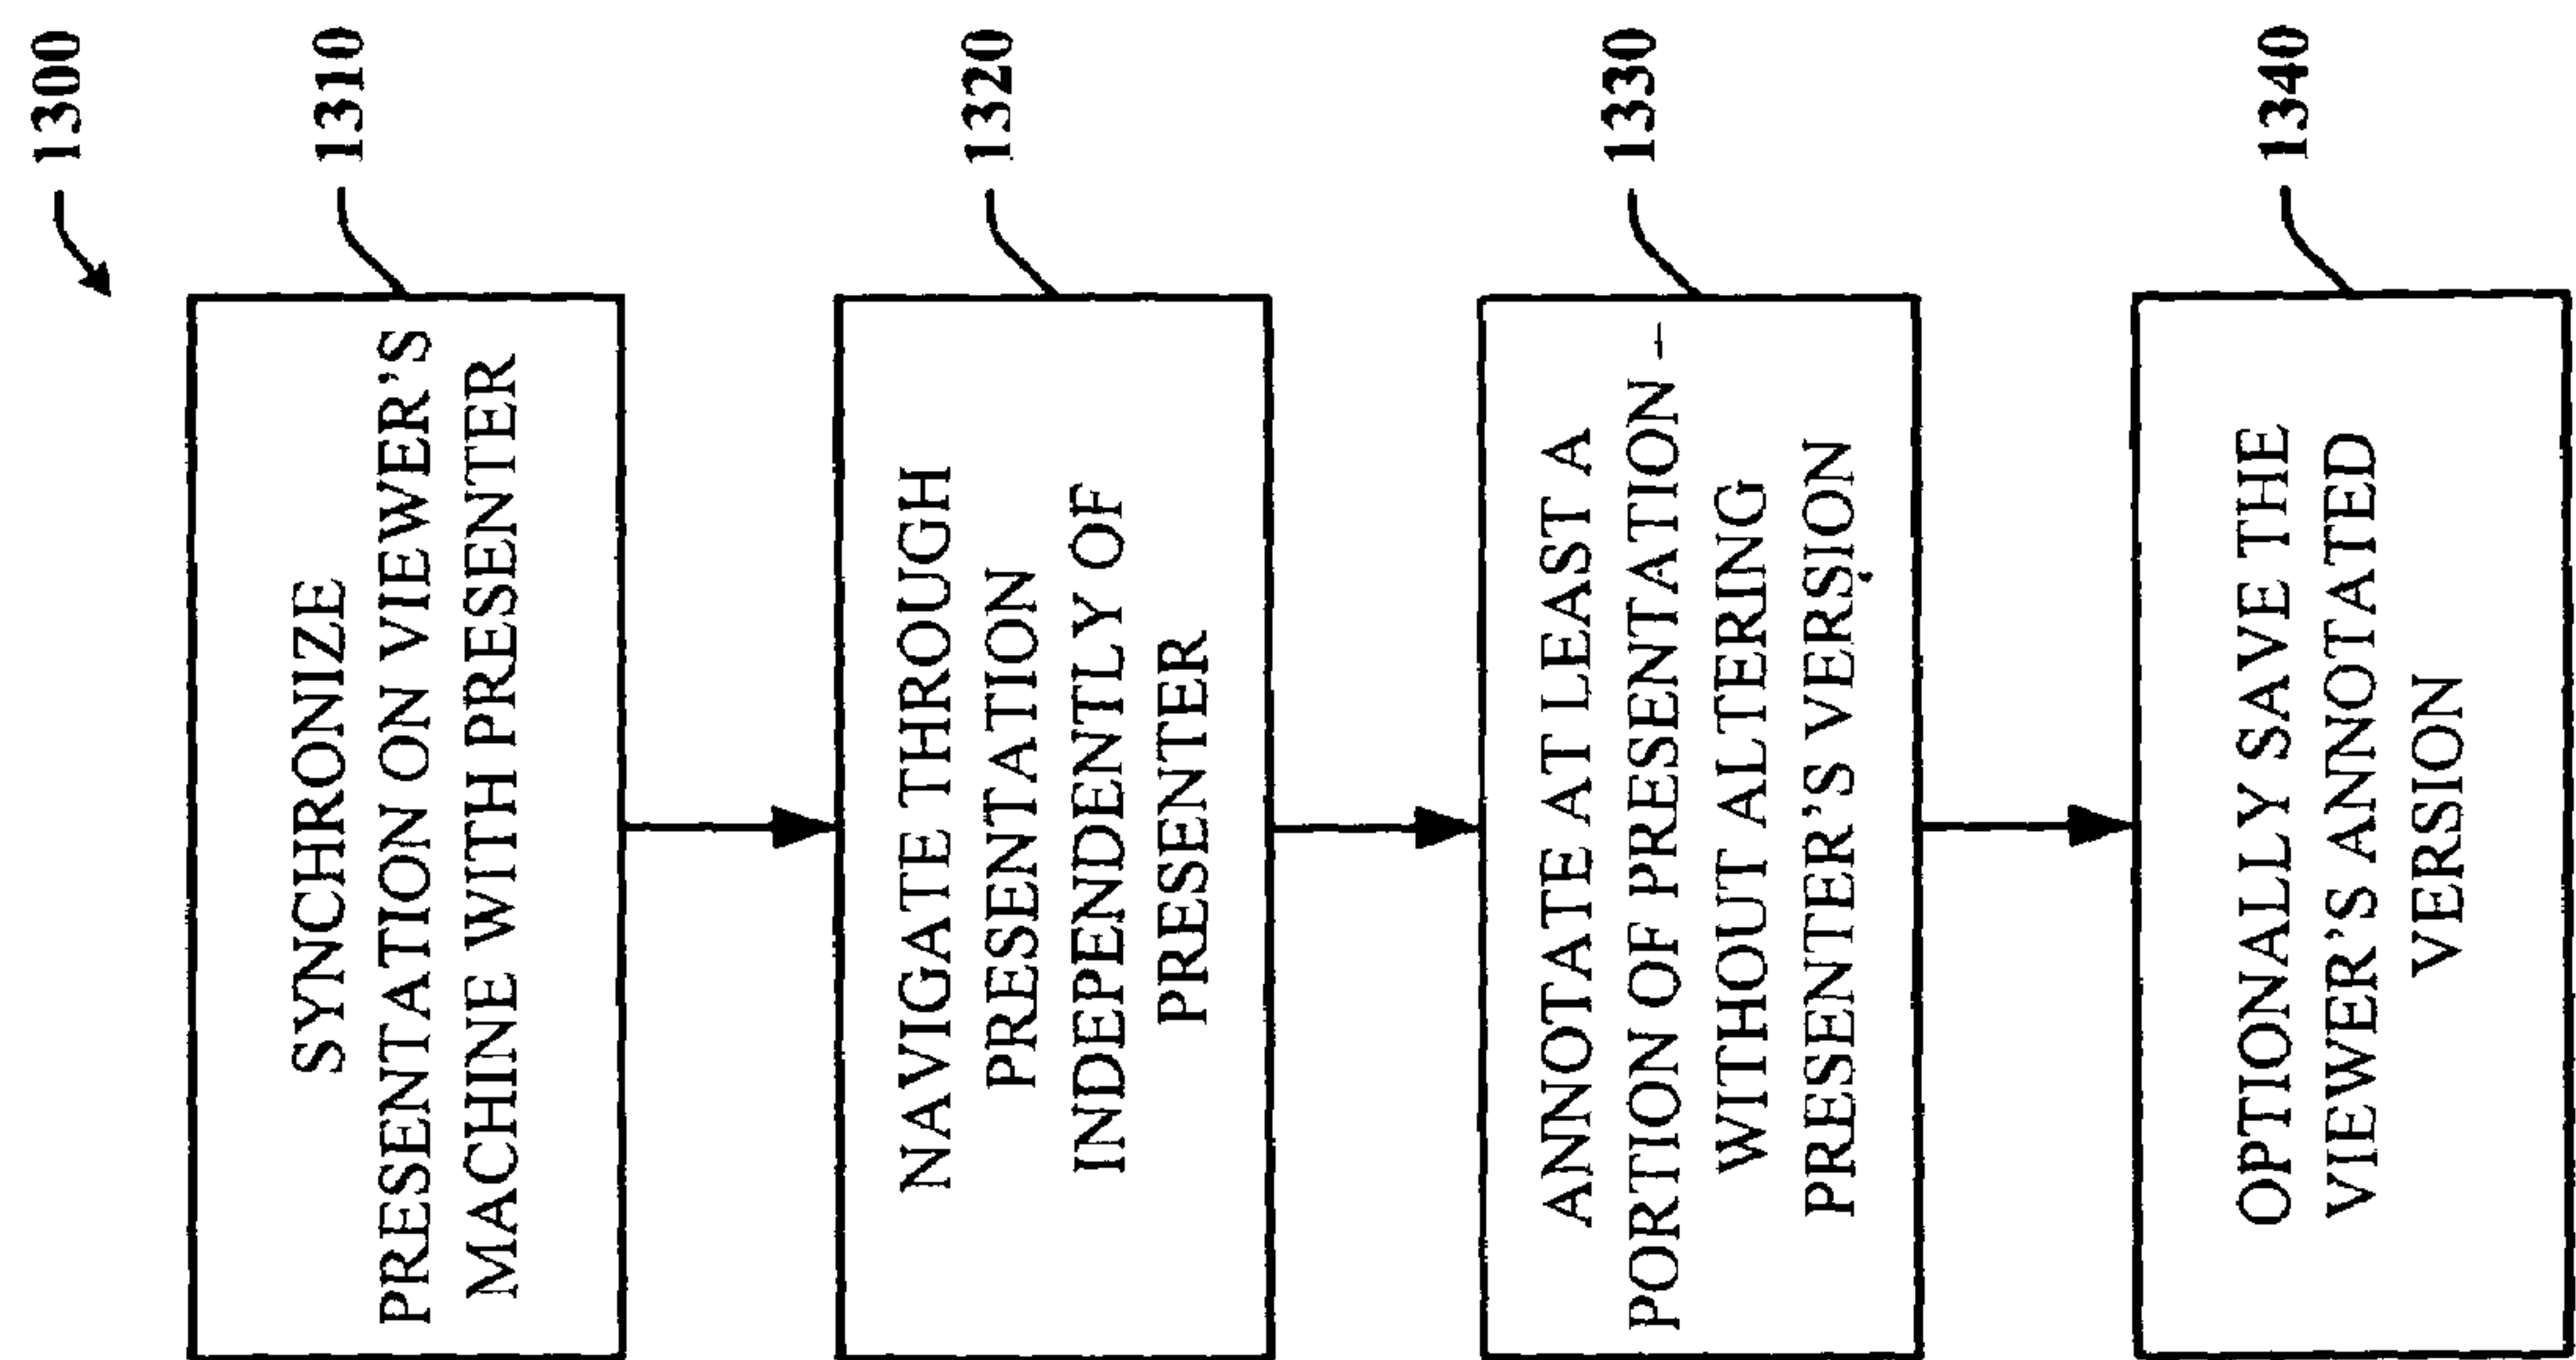 1300
SYNCHRONIZE
PRESENTATION ON VIEWER'S
MACHINE WITH PRESENTER
1310
NAVIGATE THROUGH
PRESENTATION
INDEPENDENTLY OF
PRESENTER
1320
ANNOTATE AT LEAST A
PORTION OF PRESENTATION –
WITHOUT ALTERING
PRESENTER'S VERSION
1330
OPTIONALLY SAVE THE
VIEWER'S ANNOTATED
VERSION
1340